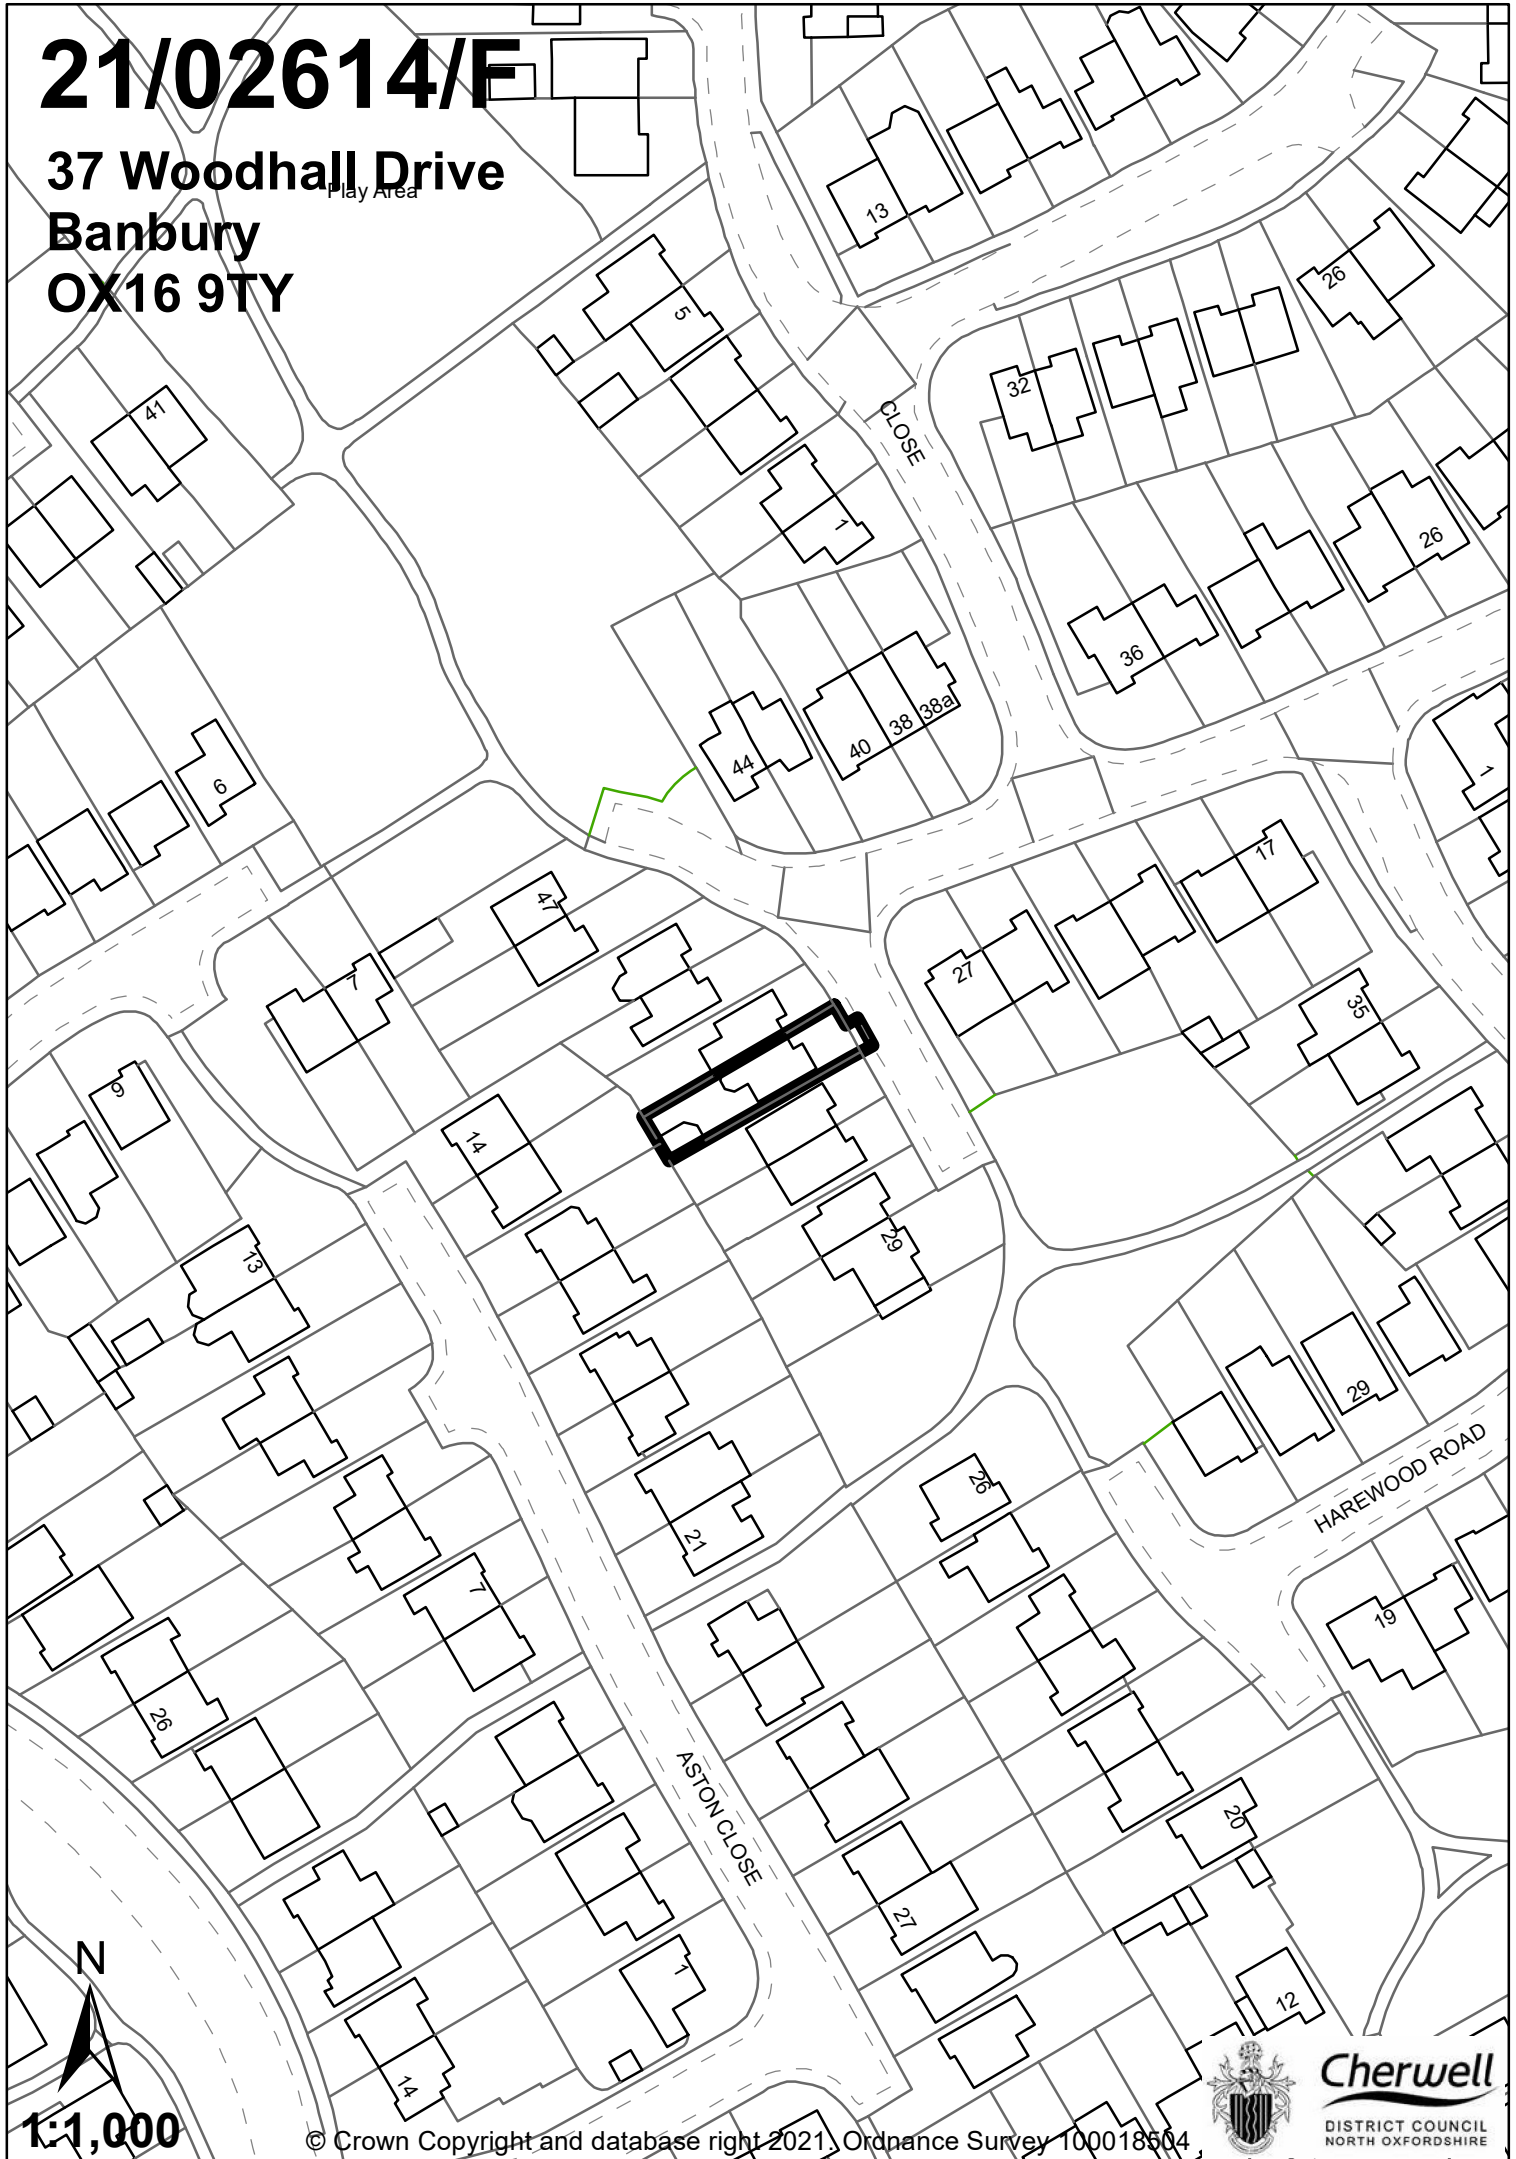 21/02614/F
37 Woodhall Drive
Play Area
Banbury
OX16 9TY
13
5
26
41
32
CLOSE
1
26
36
6
44
40
38
38a
1
17
47
27
7
35
9
14
13
29
29
HAREWOOD ROAD
26
21
7
19
26
ASTON CLOSE
20
27
1
12
14
N
1:1,000
© Crown Copyright and database right 2021. Ordnance Survey 100018504
Cherwell
DISTRICT COUNCIL
NORTH OXFORDSHIRE